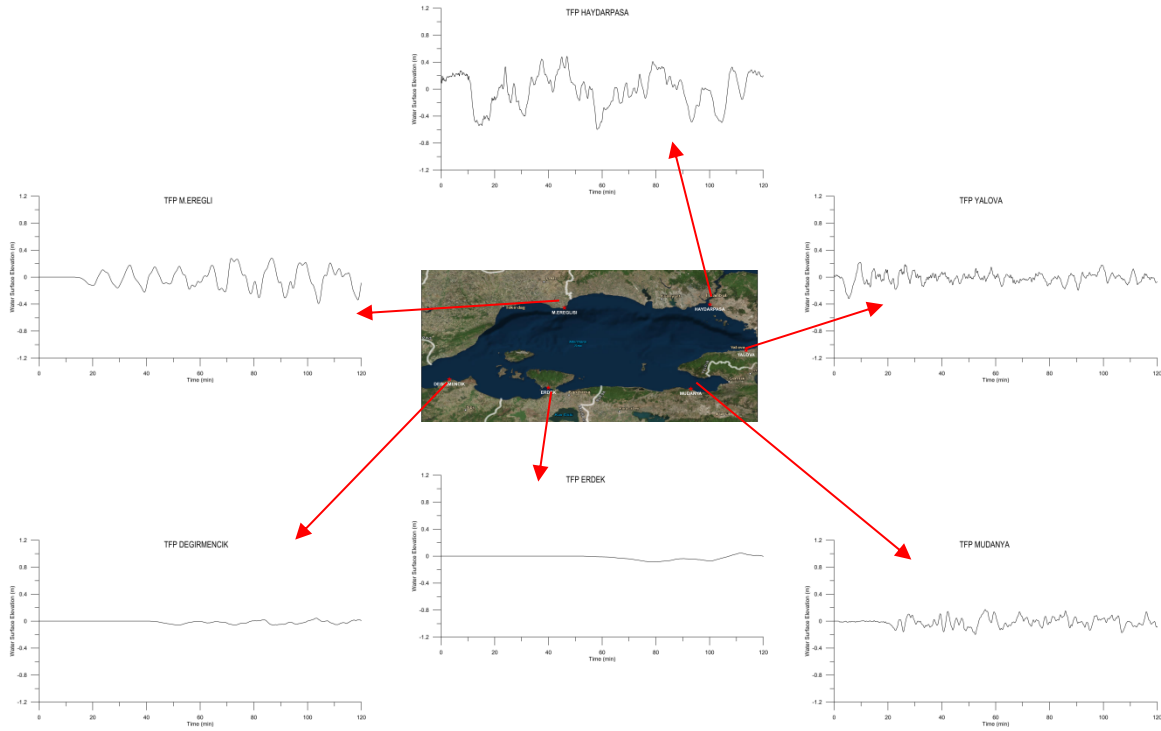 TFP HAYDARPASA
Water Surface Elevation (m)
1.2
0.8
0.4
0
-0.4
-0.8
-1.2
0 20 40 60 80 100 120
Time (min)
TFP M.EREGLI
Water Surface Elevation (m)
1.2
0.8
0.4
0
-0.4
-0.8
-1.2
0 20 40 60 80 100 120
Time (min)
TFP YALOVA
Water Surface Elevation (m)
1.2
0.8
0.4
0
-0.4
-0.8
-1.2
0 20 40 60 80 100 120
Time (min)
M.EREGLISI
HAYDARPASA
YALOVA
MUDANYA
TFP DEGIRMENCIK
Water Surface Elevation (m)
1.2
0.8
0.4
0
-0.4
-0.8
-1.2
0 20 40 60 80 100 120
Time (min)
TFP ERDEK
Water Surface Elevation (m)
1.2
0.8
0.4
0
-0.4
-0.8
-1.2
0 20 40 60 80 100 120
Time (min)
TFP MUDANYA
Water Surface Elevation (m)
1.2
0.8
0.4
0
-0.4
-0.8
-1.2
0 20 40 60 80 100 120
Time (min)